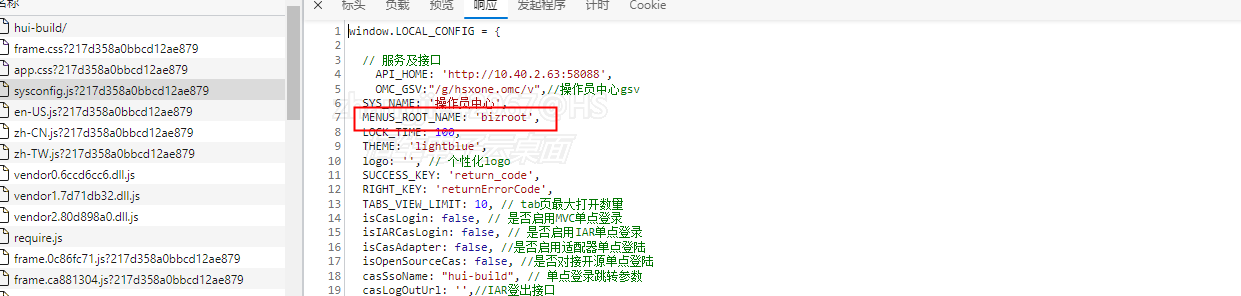 名称
标头 负载 预览 响应 发起程序 计时 Cookie
hui-build/
frame.css?217d358a0bbcd12ae879
app.css?217d358a0bbcd12ae879
sysconfig.js?217d358a0bbcd12ae879
en-US.js?217d358a0bbcd12ae879
zh-CN.js?217d358a0bbcd12ae879
zh-TW.js?217d358a0bbcd12ae879
vendor0.6ccd6cc6.dll.js
vendor1.7d71db32.dll.js
vendor2.80d898a0.dll.js
require.js
frame.0c86fc71.js?217d358a0bbcd12ae879
frame.ca881304.js?217d358a0bbcd12ae879
1 window.LOCAL_CONFIG = {
2
3 // 服务及接口
4 API_HOME: 'http://10.40.2.63:58088',
5 OMC_GSV:"/g/hsxone.omc/v",//操作员中心gsv
6 SYS_NAME: '操作员中心',
7 MENUS_ROOT_NAME: 'bizroot',
8 LOCK_TIME: 100,
9 THEME: 'lightblue',
10 logo: '', // 个性化logo
11 SUCCESS_KEY: 'return_code',
12 RIGHT_KEY: 'returnErrorCode',
13 TABS_VIEW_LIMIT: 10, // tab页最大打开数量
14 isCasLogin: false, // 是否启用MVC单点登录
15 isIARCasLogin: false, // 是否启用IAR单点登录
16 isCasAdapter: false, //是否启用适配器单点登陆
17 isOpenSourceCas: false, //是否对接开源单点登陆
18 casSsoName: "hui-build", // 单点登录跳转参数
19 casLogOutUrl: '',//IAR登出接口